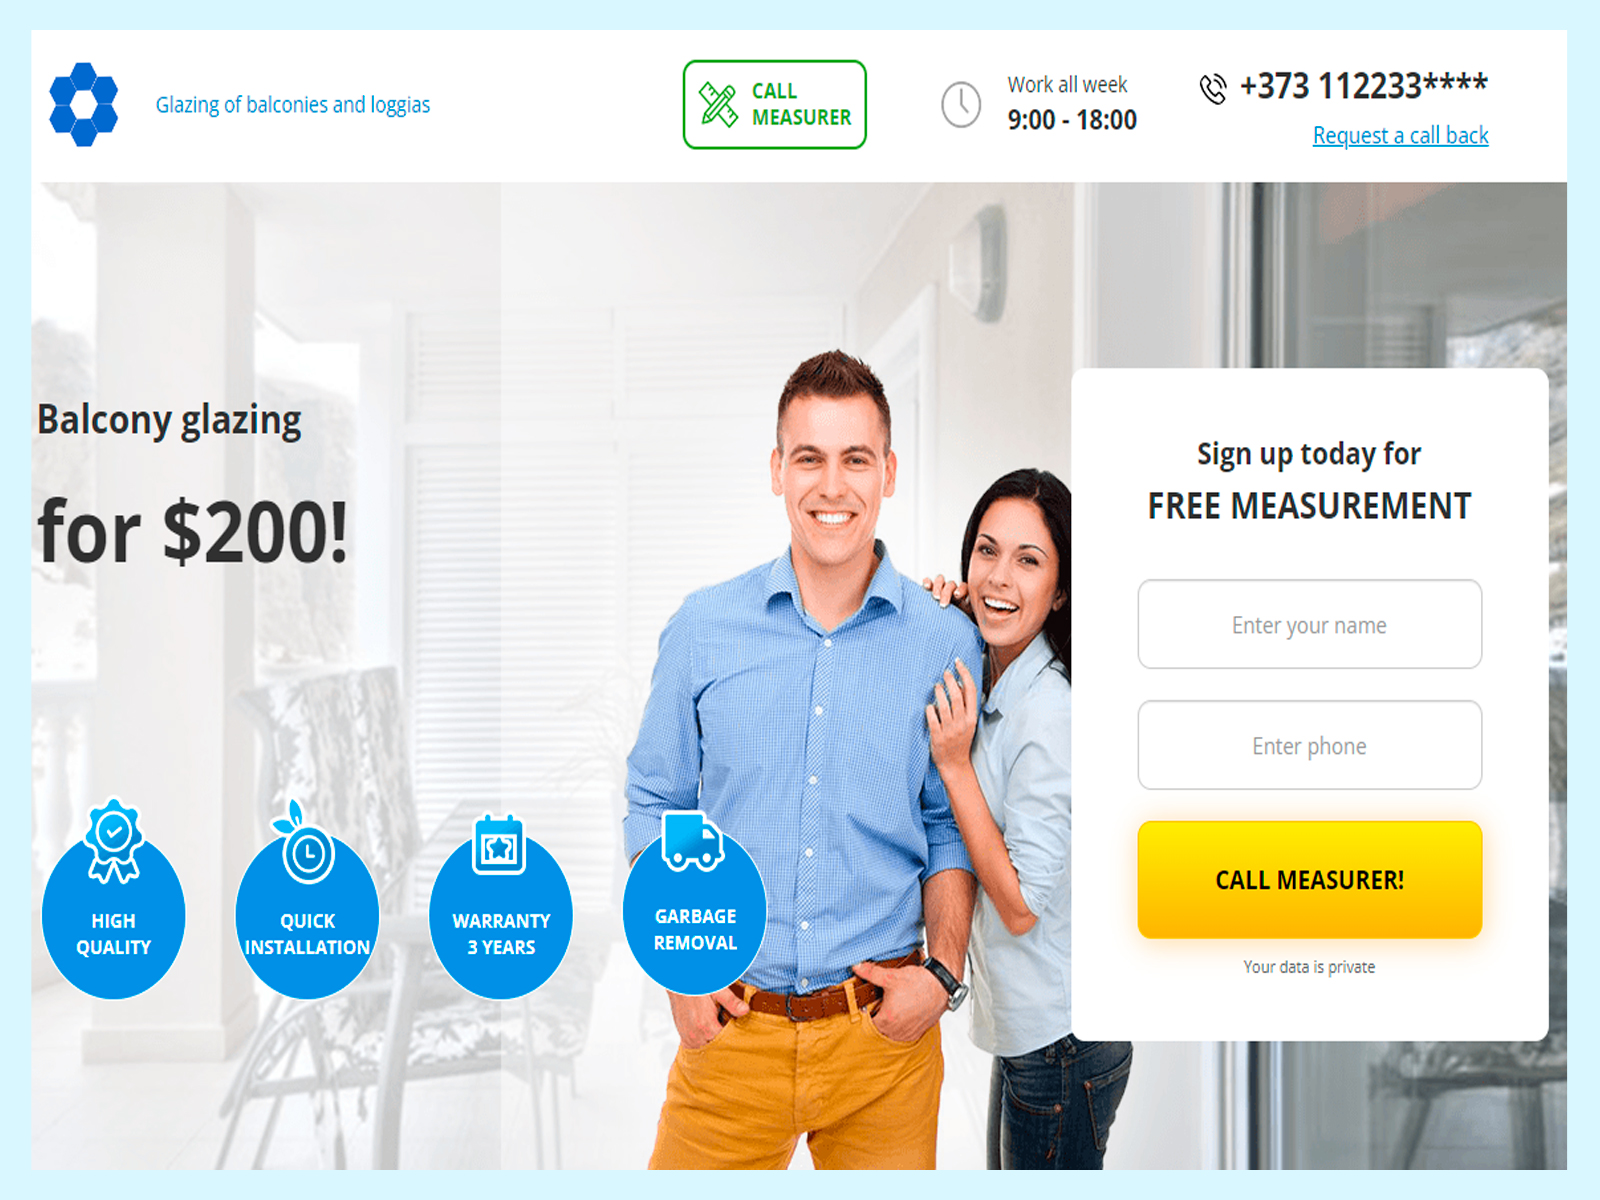 Glazing of balconies and loggias
CALL
MEASURER
Work all week
9:00 - 18:00
+373 112233****
Request a call back
Balcony glazing
for $200!
HIGH
QUALITY
QUICK
INSTALLATION
WARRANTY
3 YEARS
GARBAGE
REMOVAL
Sign up today for
FREE MEASUREMENT
Enter your name
Enter phone
CALL MEASURER!
Your data is private